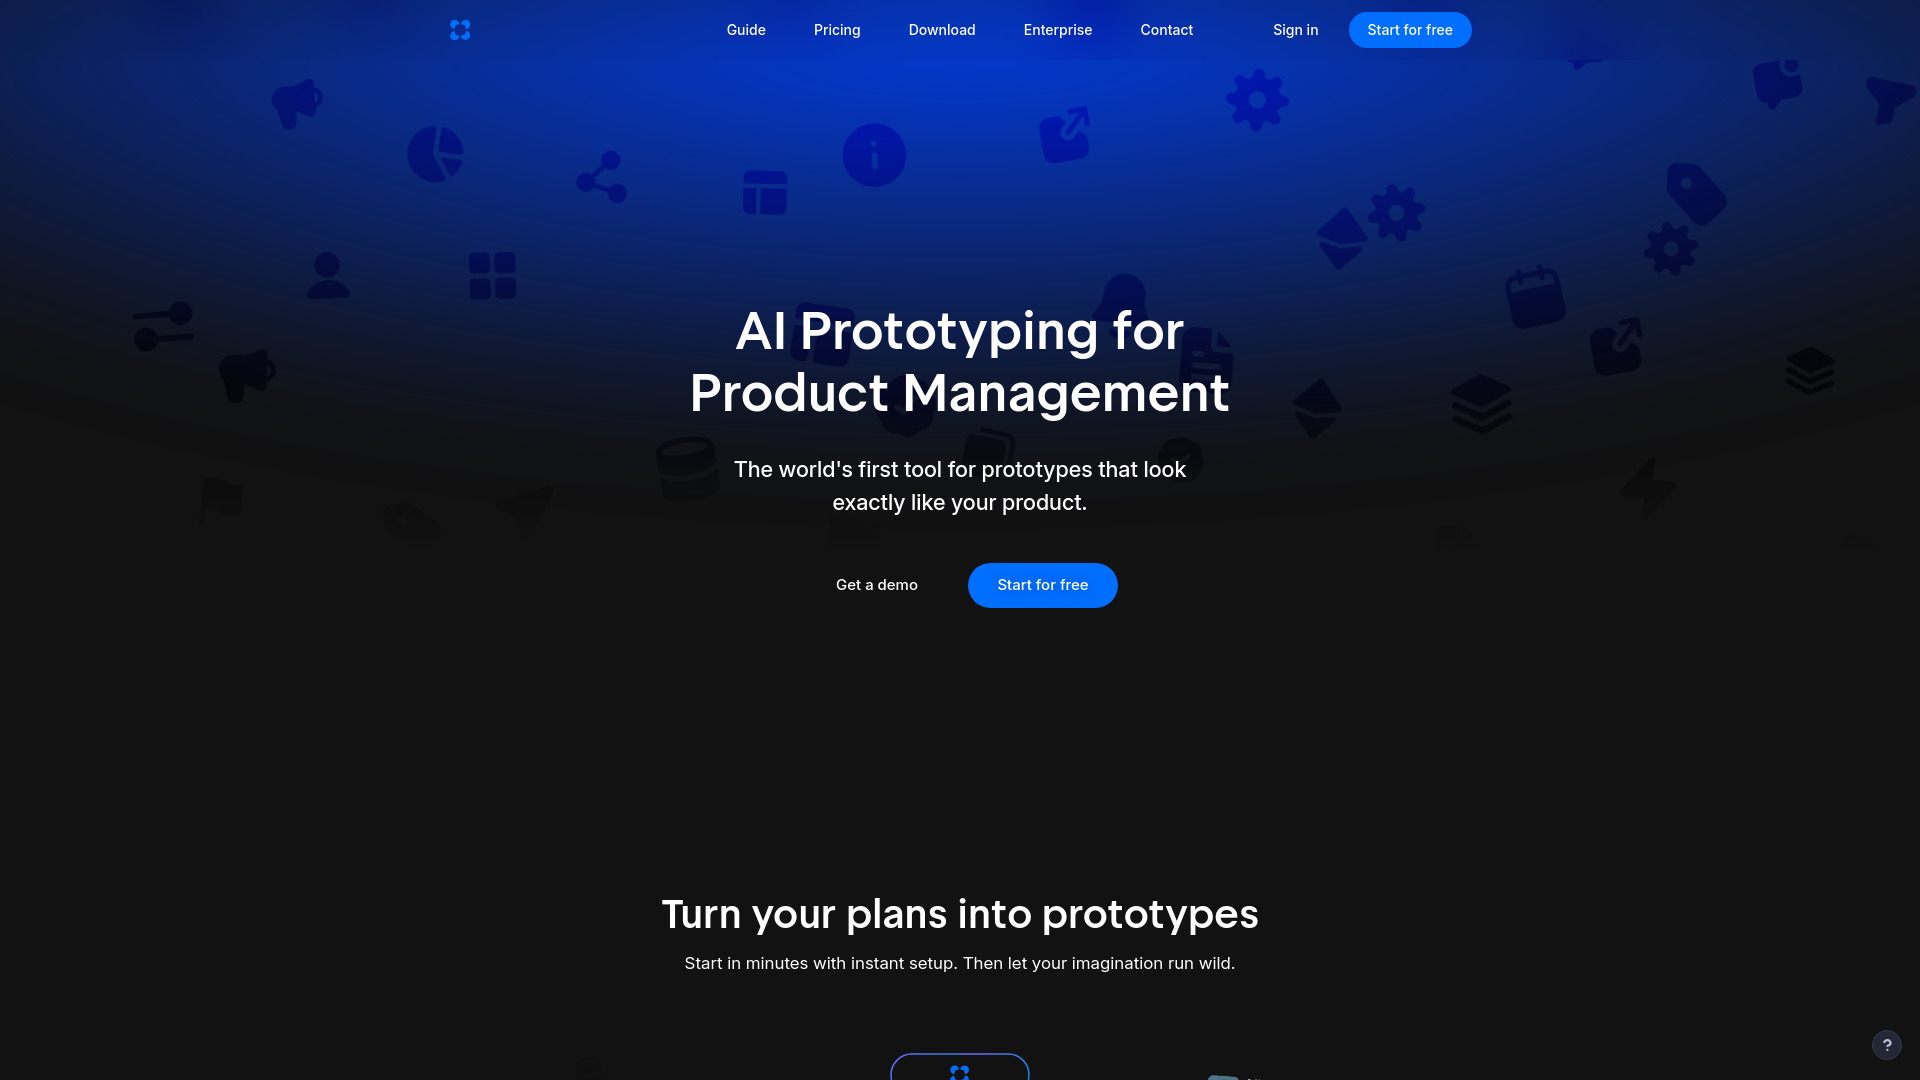 Guide
Pricing
Download
Enterprise
Contact
Sign in
Start for free
AI Prototyping for
Product Management
The world's first tool for prototypes that look
exactly like your product.
Get a demo
Start for free
Turn your plans into prototypes
Start in minutes with instant setup. Then let your imagination run wild.
?